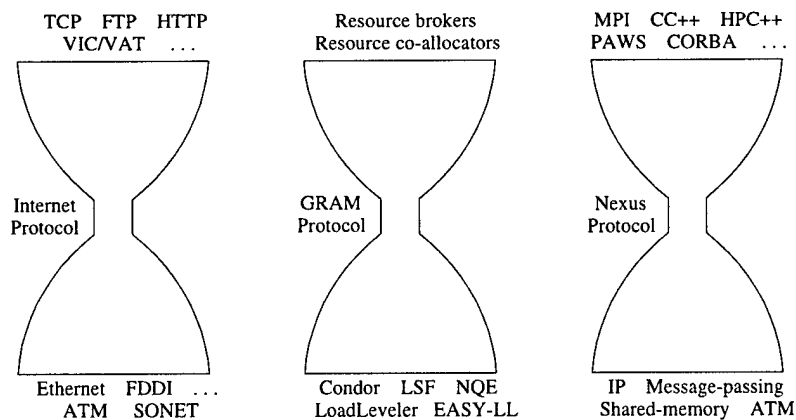 TCP FTP HTTP
VIC/VAT ...
Internet
Protocol
Ethernet FDDI ...
ATM SONET
Resource brokers
Resource co-allocators
GRAM
Protocol
Condor LSF NQE
LoadLeveler EASY-LL
MPI CC++ HPC++
PAWS CORBA ...
Nexus
Protocol
IP Message-passing
Shared-memory ATM